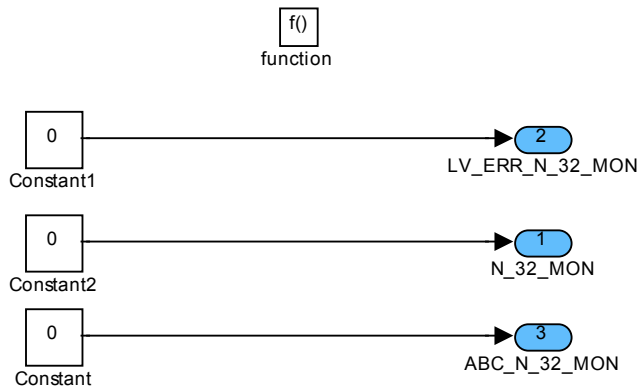 f()
function
0
2
Constant1
LV_ERR_N_32_MON
0
1
Constant2
N_32_MON
0
3
Constant
ABC_N_32_MON